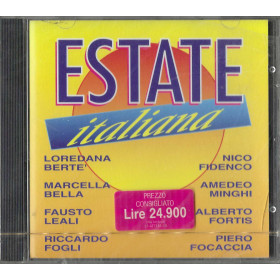 ESTATE
italiana
LOREDANA
BERTE'
NICO
FIDENCO
MARCELLA
BELLA
AMEDEO
MINGHI
FAUSTO
LEALI
ALBERTO
FORTIS
RICCARDO
FOGLI
PIERO
FOCACCIA
PREZZO
CONSIGLIATO
Lire 24.900